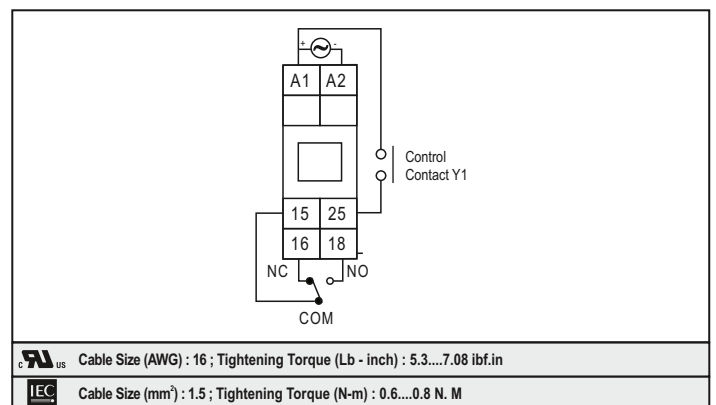 + -
A1 A2
Control
Contact Y1
15 25
16 18
NC NO
COM
c RU US Cable Size (AWG) : 16 ; Tightening Torque (Lb - inch) : 5.3....7.08 ibf.in
IEC Cable Size (mm²) : 1.5 ; Tightening Torque (N-m) : 0.6....0.8 N. M